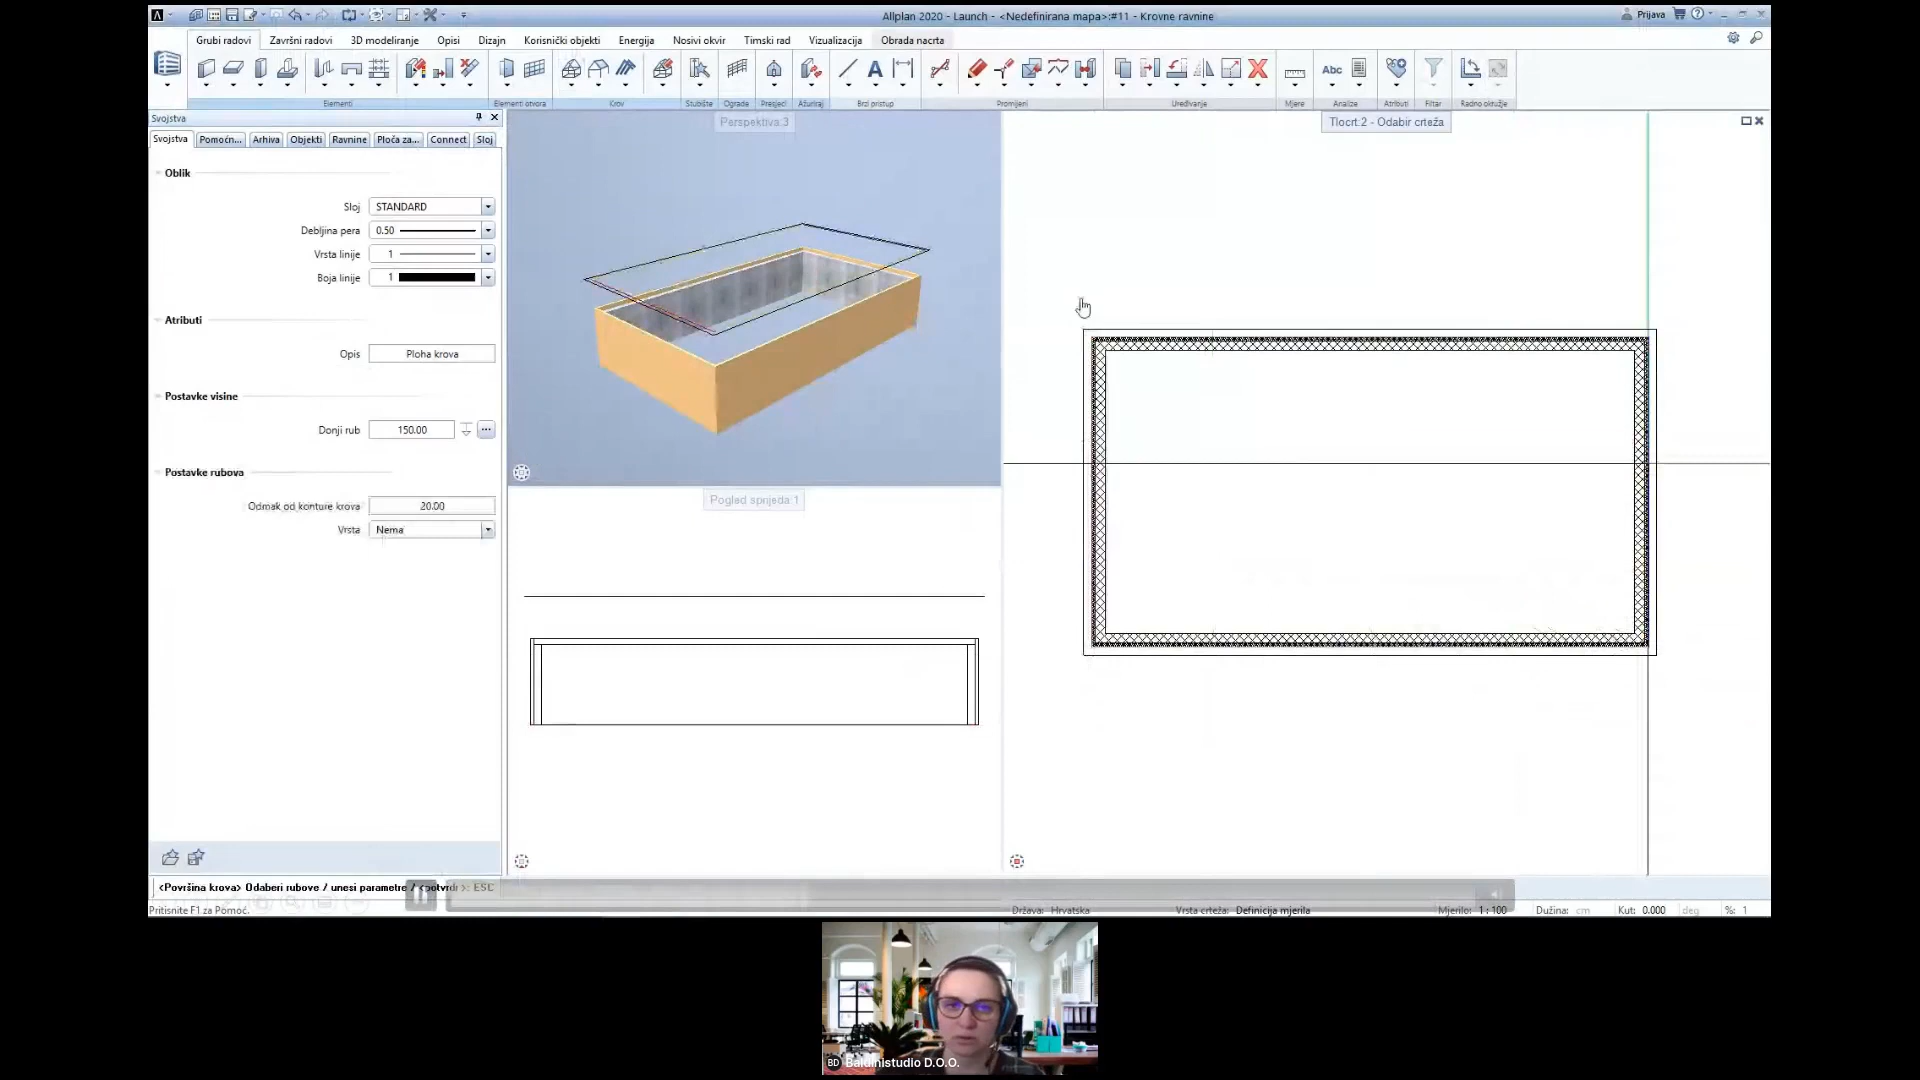 Allplan 2020 - Launch - <Nedefinirana mapa>:#11 - Krovne ravnine
Prijava
Grubi radovi Završni radovi 3D modeliranje Opisi Dizajn Korisnički objekti Energija Nosivi okvir Timski rad Vizualizacija Obrada nacrta
Abc
Elementi Elementi otvora Krov Stubište Ograde Presjeci Ažuriraj Brzi pristup Promijeni Uređivanje Mjere Analize Atributi Filtar Radno okružje
Svojstva
Svojstva Pomoćn... Arhiva Objekti Ravnine Ploča za... Connect Sloj
Oblik
Sloj STANDARD
Debljina pera 0.50
Vrsta linije 1
Boja linije 1
Atributi
Opis Ploha krova
Postavke visine
Donji rub 150.00
Postavke rubova
Odmak od konture krova 20.00
Vrsta Nema
Perspektiva:3
Tlocrt:2 - Odabir crteža
Pogled sprijeda:1
<Površina krova> Odaberi rubove / unesi parametre / <potvrdi>: ESC
Pritisnite F1 za Pomoć.
Država: Hrvatska Vrsta crteža: Definicija mjerila Mjerilo: 1 : 100 Dužina: cm Kut: 0.000 deg %: 1
BD Baldinistudio D.O.O.